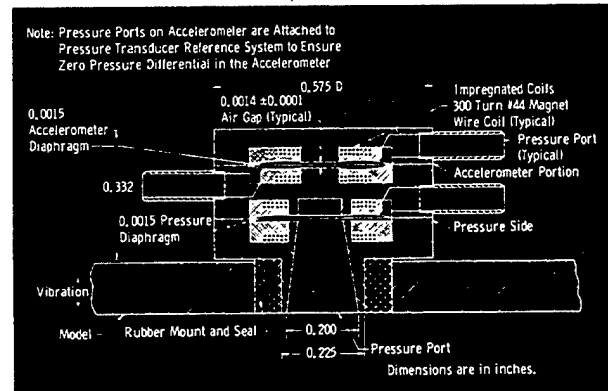 Note: Pressure Ports on Accelerometer are Attached to
Pressure Transducer Reference System to Ensure
Zero Pressure Differential in the Accelerometer
0.575 D
0.0014 ±0.0001
Air Gap (Typical)
Impregnated Coils
300 Turn #44 Magnet
Wire Coil (Typical)
0.0015
Accelerometer
Diaphragm
Pressure Port
(Typical)
Accelerometer Portion
0.332
0.0015 Pressure
Diaphragm
Pressure Side
Vibration
Model
Rubber Mount and Seal
0.200
0.225
Pressure Port
Dimensions are in inches.